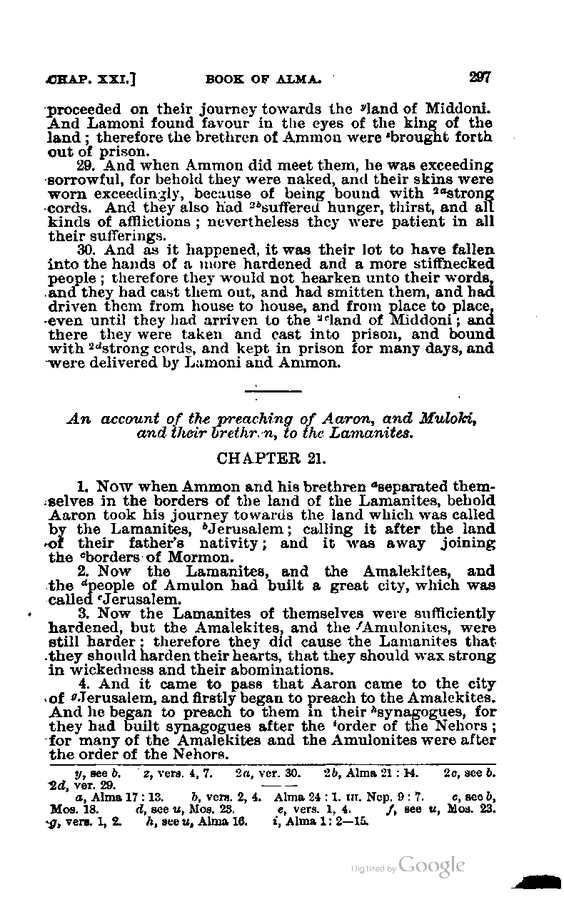 CHAP. XXI.] BOOK OF ALMA. 297
proceeded on their journey towards the ʸland of Middoni.
And Lamoni found favour in the eyes of the king of the
land ; therefore the brethren of Ammon were ᶻbrought forth
out of prison.
29. And when Ammon did meet them, he was exceeding
sorrowful, for behold they were naked, and their skins were
worn exceedingly, because of being bound with ²ᵃstrong
cords. And they also had ²ᵇsuffered hunger, thirst, and all
kinds of afflictions ; nevertheless they were patient in all
their sufferings.
30. And as it happened, it was their lot to have fallen
into the hands of a more hardened and a more stiffnecked
people ; therefore they would not hearken unto their words,
and they had cast them out, and had smitten them, and had
driven them from house to house, and from place to place,
even until they had arriven to the ²ᶜland of Middoni ; and
there they were taken and cast into prison, and bound
with ²ᵈstrong cords, and kept in prison for many days, and
were delivered by Lamoni and Ammon.
An account of the preaching of Aaron, and Muloki,
and their brethren, to the Lamanites.
CHAPTER 21.
1. Now when Ammon and his brethren ᵃseparated them-
selves in the borders of the land of the Lamanites, behold
Aaron took his journey towards the land which was called
by the Lamanites, ᵇJerusalem ; calling it after the land
of their father's nativity ; and it was away joining
the ᶜborders of Mormon.
2. Now the Lamanites, and the Amalekites, and
the ᵈpeople of Amulon had built a great city, which was
called ᵉJerusalem.
3. Now the Lamanites of themselves were sufficiently
hardened, but the Amalekites, and the ᶠAmulonites, were
still harder ; therefore they did cause the Lamanites that
they should harden their hearts, that they should wax strong
in wickedness and their abominations.
4. And it came to pass that Aaron came to the city
of ᵍJerusalem, and firstly began to preach to the Amalekites.
And he began to preach to them in their ʰsynagogues, for
they had built synagogues after the ⁱorder of the Nehors ;
for many of the Amalekites and the Amulonites were after
the order of the Nehors.
y, see b. z, vers. 4, 7. 2a, ver. 30. 2b, Alma 21 : 14. 2c, see b.
2d, ver. 29.
a, Alma 17 : 13. b, vers. 2, 4. Alma 24 : 1. III. Nep. 9 : 7. c, see b,
Mos. 18. d, see u, Mos. 23. e, vers. 1, 4. f, see u, Mos. 23.
g, vers. 1, 2. h, see u, Alma 16. i, Alma 1 : 2—15.
Digitized by Google